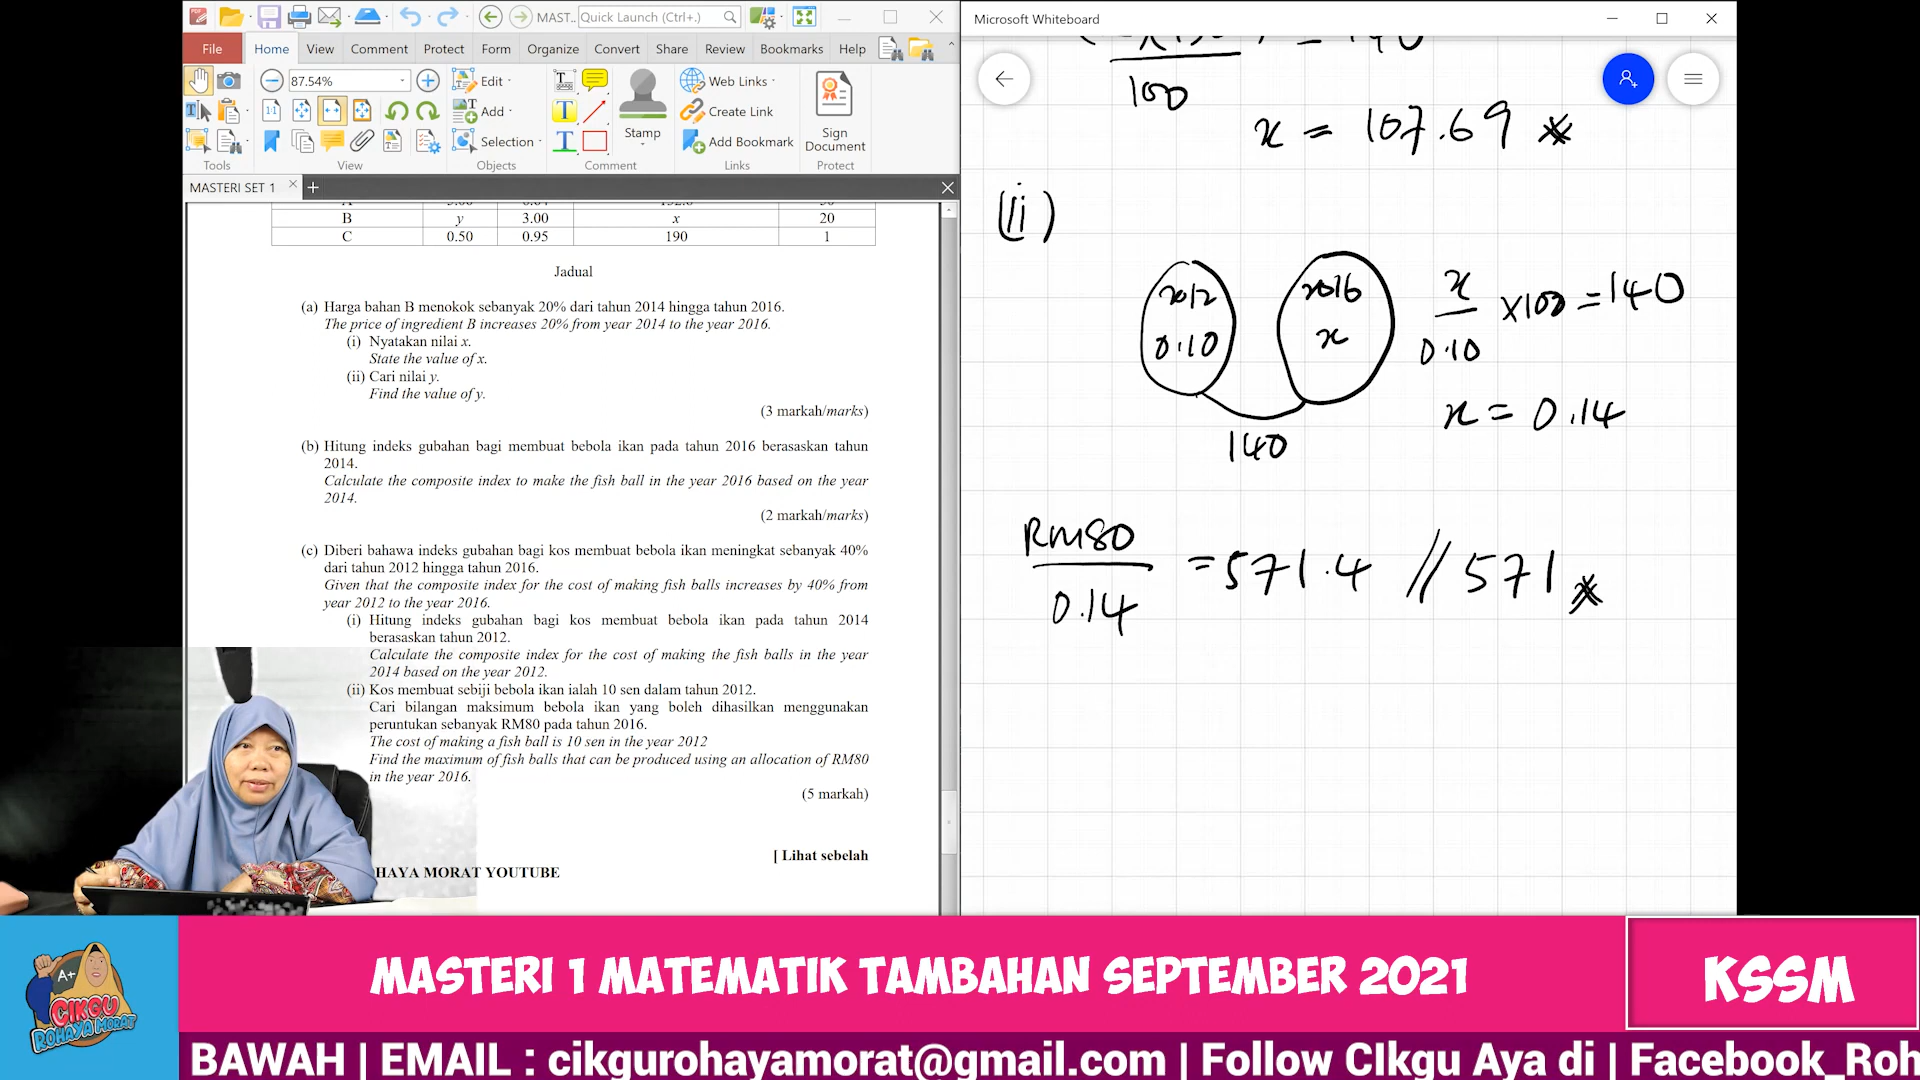 MAST..
Quick Launch (Ctrl+.)
File Home View Comment Protect Form Organize Convert Share Review Bookmarks Help
87.54%
Edit
Add
Selection
Stamp
Web Links
Create Link
Add Bookmark
Sign
Document
Tools View Objects Comment Links Protect
MASTERI SET 1
B y 3.00 x 20
C 0.50 0.95 190 1
Jadual
(a) Harga bahan B menokok sebanyak 20% dari tahun 2014 hingga tahun 2016.
The price of ingredient B increases 20% from year 2014 to the year 2016.
(i) Nyatakan nilai x.
State the value of x.
(ii) Cari nilai y.
Find the value of y.
(3 markah/marks)
(b) Hitung indeks gubahan bagi membuat bebola ikan pada tahun 2016 berasaskan tahun
2014.
Calculate the composite index to make the fish ball in the year 2016 based on the year
2014.
(2 markah/marks)
(c) Diberi bahawa indeks gubahan bagi kos membuat bebola ikan meningkat sebanyak 40%
dari tahun 2012 hingga tahun 2016.
Given that the composite index for the cost of making fish balls increases by 40% from
year 2012 to the year 2016.
(i) Hitung indeks gubahan bagi kos membuat bebola ikan pada tahun 2014
berasaskan tahun 2012.
Calculate the composite index for the cost of making the fish balls in the year
2014 based on the year 2012.
(ii) Kos membuat sebiji bebola ikan ialah 10 sen dalam tahun 2012.
Cari bilangan maksimum bebola ikan yang boleh dihasilkan menggunakan
peruntukan sebanyak RM80 pada tahun 2016.
The cost of making a fish ball is 10 sen in the year 2012
Find the maximum of fish balls that can be produced using an allocation of RM80
in the year 2016.
(5 markah)
[ Lihat sebelah
HAYA MORAT YOUTUBE
Microsoft Whiteboard
100
x = 107.69
(ii)
2012
0.10
2016
x
140
x
0.10
×100 = 140
x = 0.14
RM80
0.14
= 571.4 // 571
A+
CIKGU
ROHAYA MORAT
MASTERI 1 MATEMATIK TAMBAHAN SEPTEMBER 2021
KSSM
BAWAH | EMAIL : cikgurohayamorat@gmail.com | Follow CIkgu Aya di | Facebook_Roh